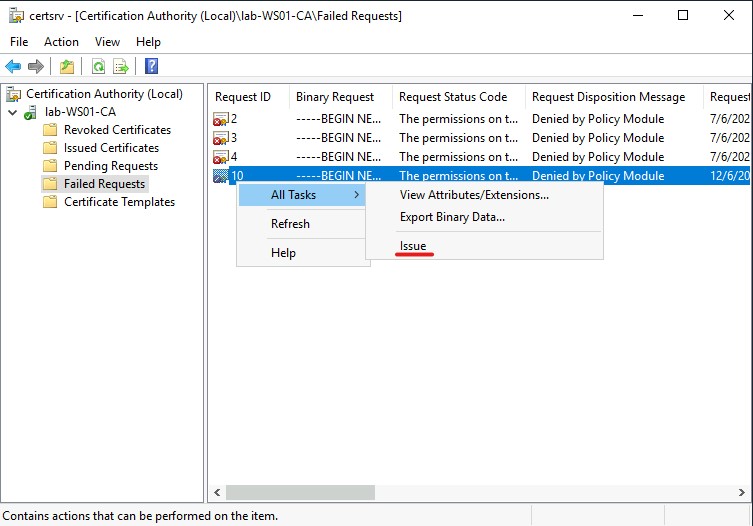 certsrv - [Certification Authority (Local)\lab-WS01-CA\Failed Requests]
File Action View Help
Certification Authority (Local)
lab-WS01-CA
Revoked Certificates
Issued Certificates
Pending Requests
Failed Requests
Certificate Templates
Request ID Binary Request Request Status Code Request Disposition Message Request
2 -----BEGIN NE... The permissions on t... Denied by Policy Module 7/6/202
3 -----BEGIN NE... The permissions on t... Denied by Policy Module 7/6/202
4 -----BEGIN NE... The permissions on t... Denied by Policy Module 7/6/202
10 -----BEGIN NE... The permissions on t... Denied by Policy Module 12/6/20
All Tasks
Refresh
Help
View Attributes/Extensions...
Export Binary Data...
Issue
Contains actions that can be performed on the item.